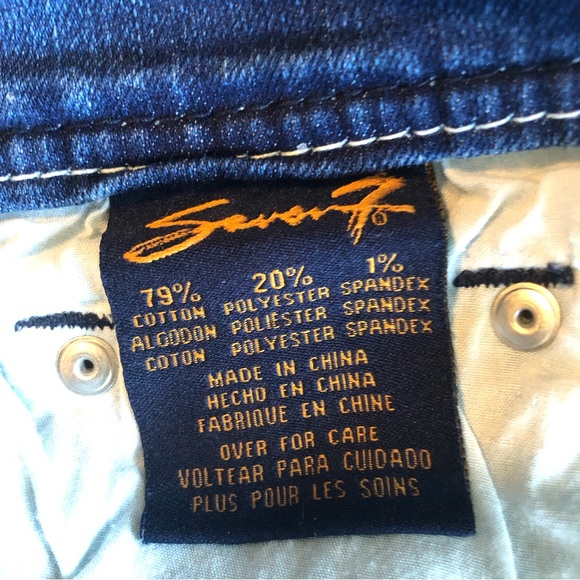 Seven7
79% 20% 1%
COTTON POLYESTER SPANDEX
ALGODON POLIESTER SPANDEX
COTON POLYESTER SPANDEX
MADE IN CHINA
HECHO EN CHINA
FABRIQUE EN CHINE
OVER FOR CARE
VOLTEAR PARA CUIDADO
PLUS POUR LES SOINS